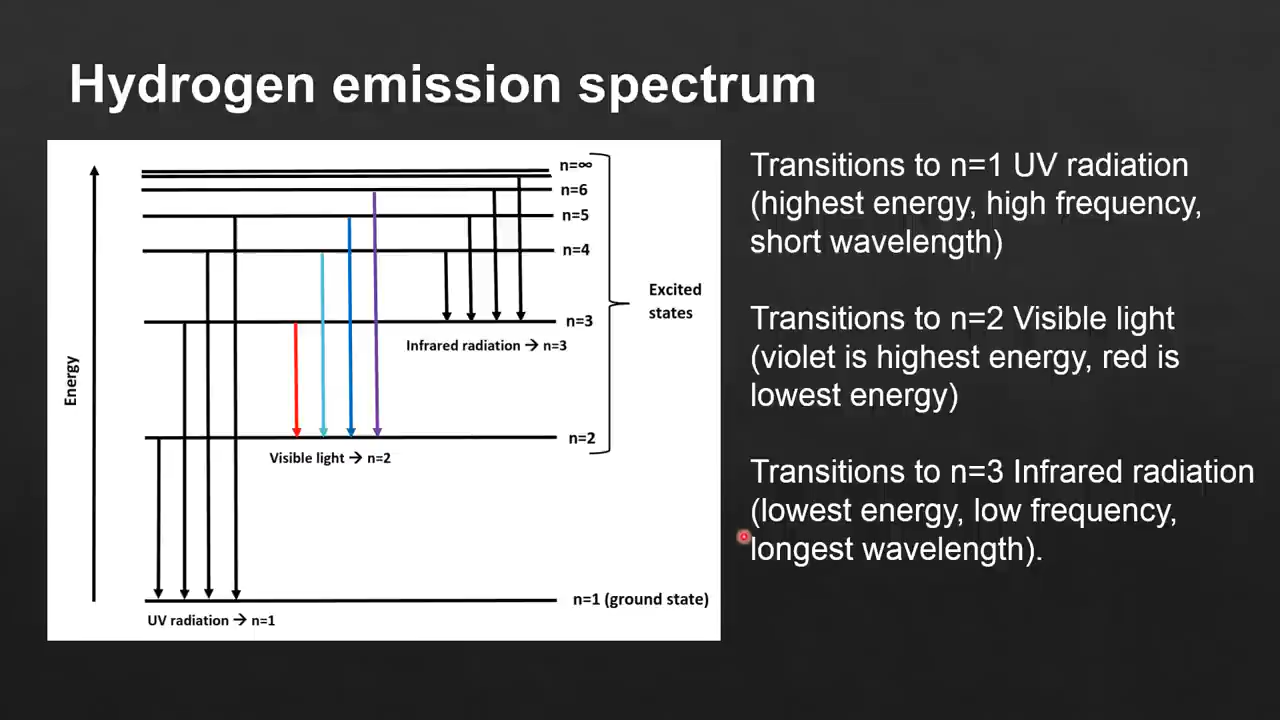 Hydrogen emission spectrum
n=∞
n=6
n=5
n=4
Excited
states
n=3
Infrared radiation → n=3
Energy
n=2
Visible light → n=2
n=1 (ground state)
UV radiation → n=1
Transitions to n=1 UV radiation
(highest energy, high frequency,
short wavelength)
Transitions to n=2 Visible light
(violet is highest energy, red is
lowest energy)
Transitions to n=3 Infrared radiation
(lowest energy, low frequency,
longest wavelength).